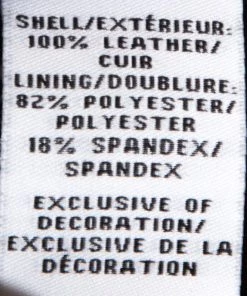 SHELL/EXTÉRIEUR:
100% LEATHER/
CUIR
LINING/DOUBLURE:
82% POLYESTER/
POLYESTER
18% SPANDEX/
SPANDEX
EXCLUSIVE OF
DECORATION/
EXCLUSIVE DE LA
DÉCORATION